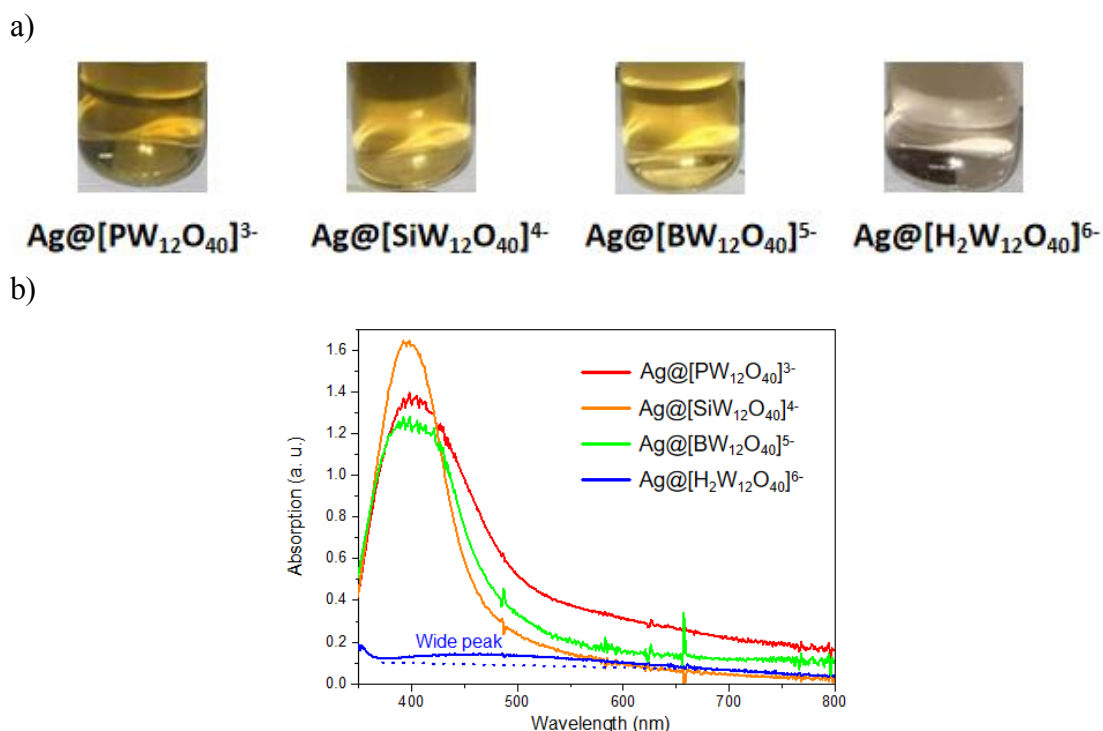 a)
Ag@[PW₁₂O₄₀]³⁻ Ag@[SiW₁₂O₄₀]⁴⁻ Ag@[BW₁₂O₄₀]⁵⁻ Ag@[H₂W₁₂O₄₀]⁶⁻
b)
Absorption (a. u.)
1.6
1.4
1.2
1.0
0.8
0.6
0.4
0.2
0.0
Ag@[PW₁₂O₄₀]³⁻
Ag@[SiW₁₂O₄₀]⁴⁻
Ag@[BW₁₂O₄₀]⁵⁻
Ag@[H₂W₁₂O₄₀]⁶⁻
Wide peak
400 500 600 700 800
Wavelength (nm)